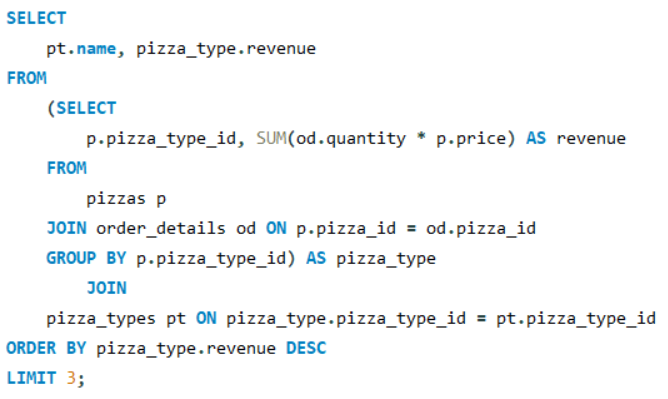 SELECT
pt.name, pizza_type.revenue
FROM
(SELECT
p.pizza_type_id, SUM(od.quantity * p.price) AS revenue
FROM
pizzas p
JOIN order_details od ON p.pizza_id = od.pizza_id
GROUP BY p.pizza_type_id) AS pizza_type
JOIN
pizza_types pt ON pizza_type.pizza_type_id = pt.pizza_type_id
ORDER BY pizza_type.revenue DESC
LIMIT 3;